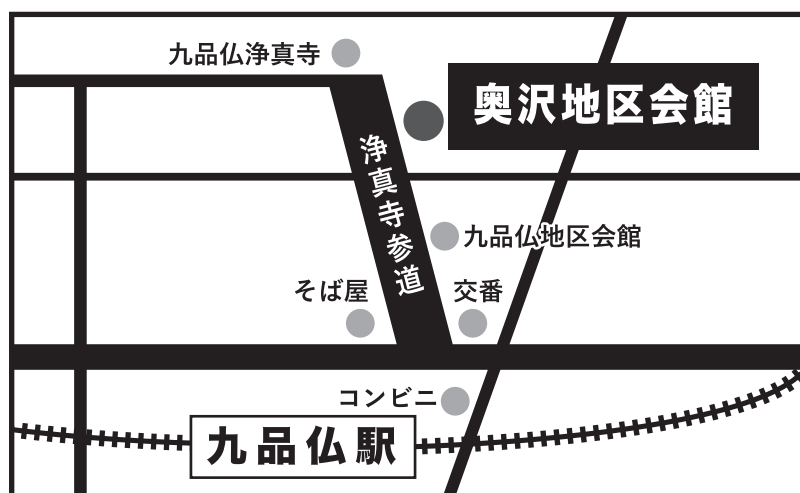 九品仏浄真寺
奥沢地区会館
浄真寺参道
九品仏地区会館
そば屋
交番
コンビニ
九品仏駅